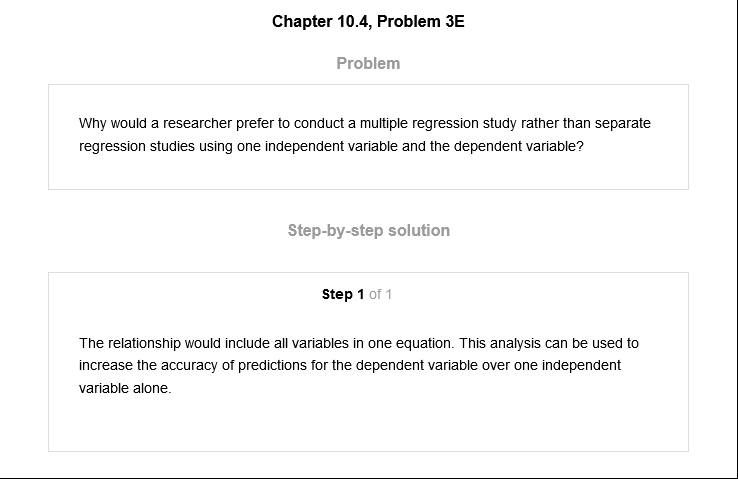 Chapter 10.4, Problem 3E
Problem
Why would a researcher prefer to conduct a multiple regression study rather than separate
regression studies using one independent variable and the dependent variable?
Step-by-step solution
Step 1 of 1
The relationship would include all variables in one equation. This analysis can be used to
increase the accuracy of predictions for the dependent variable over one independent
variable alone.